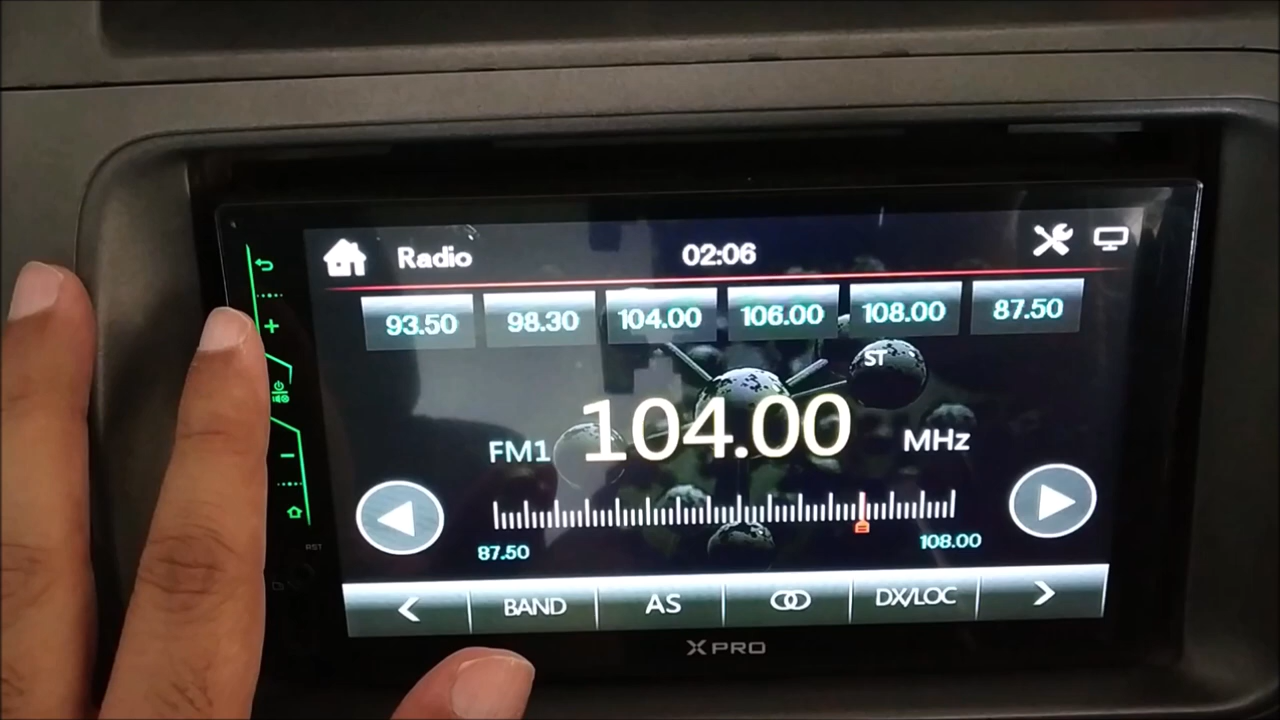 Radio 02:06
93.50 98.30 104.00 106.00 108.00 87.50
ST
FM1 104.00 MHz
87.50 108.00
RST
BAND AS DX/LOC
XPRO